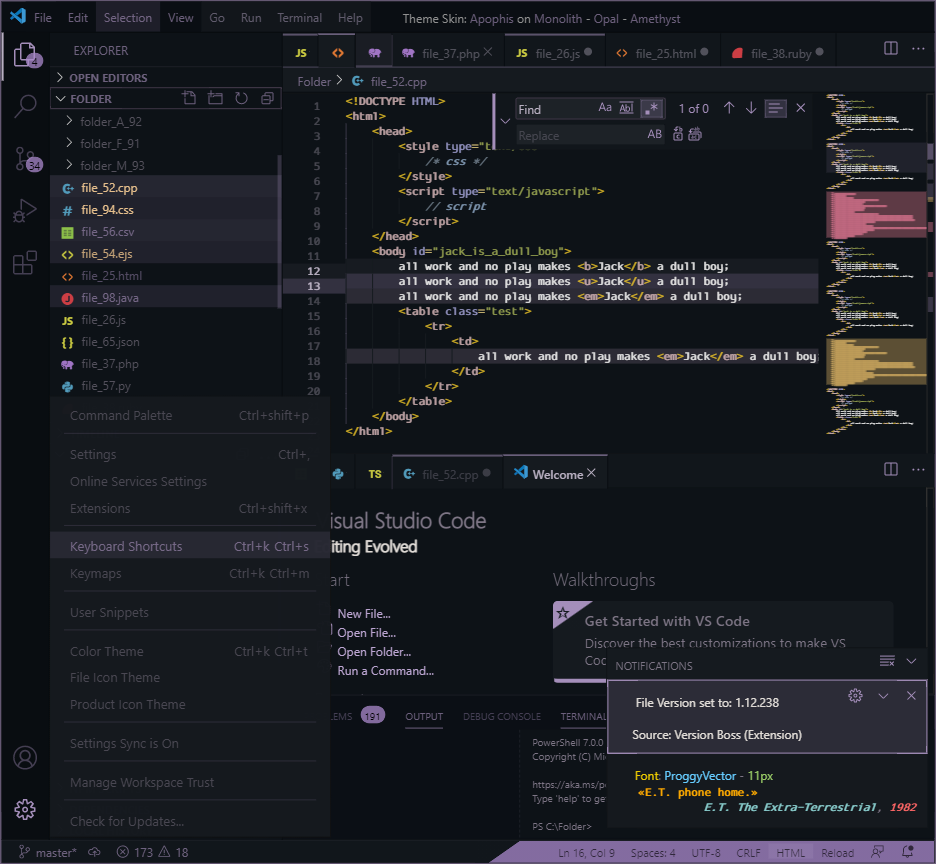 File Edit Selection View Go Run Terminal Help Theme Skin: Apophis on Monolith - Opal - Amethyst
4
34
EXPLORER
OPEN EDITORS
FOLDER
folder_A_92
folder_F_91
folder_M_93
file_52.cpp
file_94.css
file_56.csv
file_54.ejs
file_25.html
file_98.java
JS file_26.js
{} file_65.json
file_37.php
file_57.py
JS <> file_37.php JS file_26.js <> file_25.html file_38.ruby
Folder > file_52.cpp
Find Aa Abl .* 1 of 0
Replace AB
1 <!DOCTYPE HTML>
2 <html>
3 <head>
4 <style type="
5 /* css */
6 </style>
7 <script type="text/javascript">
8 // script
9 </script>
10 </head>
11 <body id="jack_is_a_dull_boy">
12 all work and no play makes <b>Jack</b> a dull boy;
13 all work and no play makes <u>Jack</u> a dull boy;
14 all work and no play makes <em>Jack</em> a dull boy;
15 <table class="test">
16 <tr>
17 <td>
18 all work and no play makes <em>Jack</em> a dull boy
19 </td>
20 </tr>
</table>
</body>
</html>
Command Palette Ctrl+shift+p
Settings Ctrl+,
Online Services Settings
Extensions Ctrl+shift+x
Keyboard Shortcuts Ctrl+k Ctrl+s
Keymaps Ctrl+k Ctrl+m
User Snippets
Color Theme Ctrl+k Ctrl+t
File Icon Theme
Product Icon Theme
Settings Sync is On
Manage Workspace Trust
Check for Updates...
TS file_52.cpp Welcome
isual Studio Code
iting Evolved
art
New File...
Open File...
Open Folder...
Run a Command...
Walkthroughs
Get Started with VS Code
Discover the best customizations to make VS
Coc
NOTIFICATIONS
File Version set to: 1.12.238
Source: Version Boss (Extension)
LEMS 191 OUTPUT DEBUG CONSOLE TERMINAL
PowerShell 7.0.0
Copyright (C) Mi
https://aka.ms/p
Type 'help' to ge
PS C:\Folder>
Font: ProggyVector - 11px
«E.T. phone home.»
E.T. The Extra-Terrestrial, 1982
master* 173 18 Ln 16, Col 9 Spaces: 4 UTF-8 CRLF HTML Reload